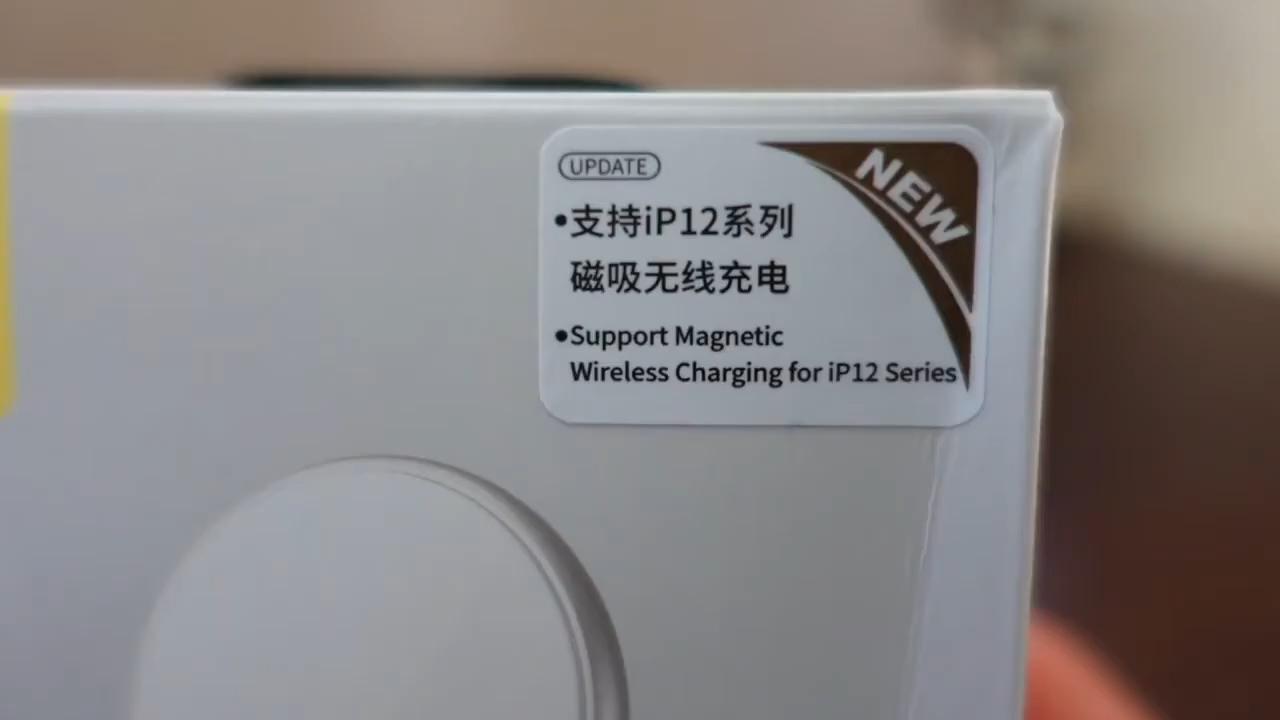 UPDATE
NEW
•支持iP12系列
磁吸无线充电
•Support Magnetic
Wireless Charging for iP12 Series